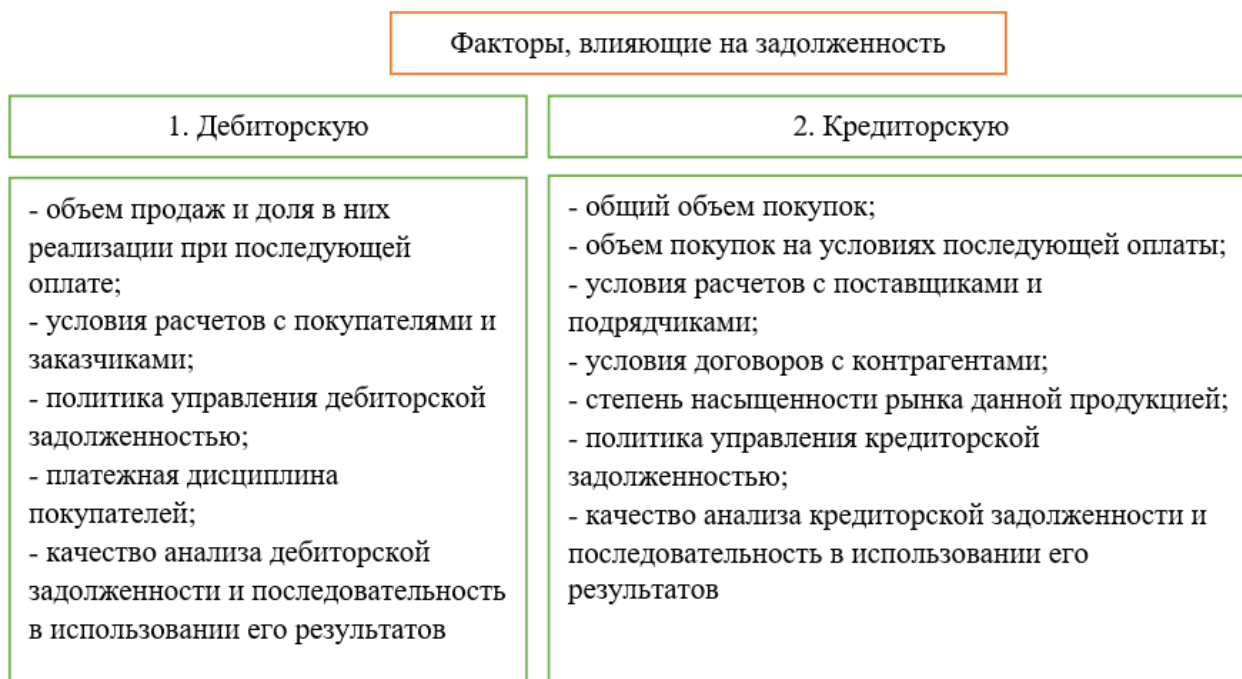 Факторы, влияющие на задолженность
1. Дебиторскую
- объем продаж и доля в них
реализации при последующей
оплате;
- условия расчетов с покупателями и
заказчиками;
- политика управления дебиторской
задолженностью;
- платежная дисциплина
покупателей;
- качество анализа дебиторской
задолженности и последовательность
в использовании его результатов
2. Кредиторскую
- общий объем покупок;
- объем покупок на условиях последующей оплаты;
- условия расчетов с поставщиками и
подрядчиками;
- условия договоров с контрагентами;
- степень насыщенности рынка данной продукцией;
- политика управления кредиторской
задолженностью;
- качество анализа кредиторской задолженности и
последовательность в использовании его
результатов